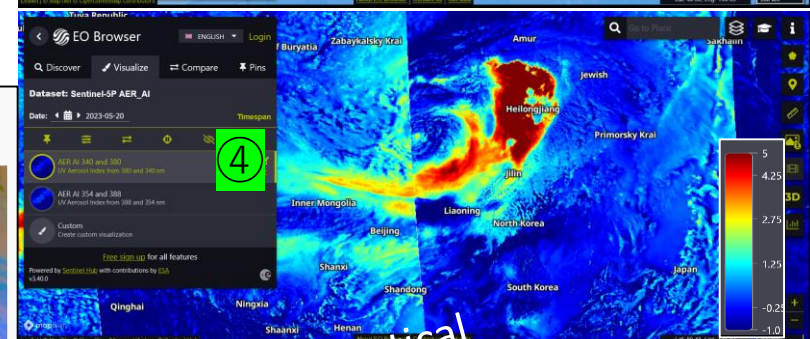 Tuva Republic
EO Browser
ENGLISH
Login
f Buryatia
Zabaykalsky Krai
Amur
Go to Place
Sakhalin
Discover
Visualize
Compare
Pins
Jewish
Dataset: Sentinel-5P AER_AI
Date:
2023-05-20
Timespan
Heilongjiang
Primorsky Krai
④
AER AI 340 and 380
UV Aerosol Index from 380 and 340 nm
Jilin
AER AI 354 and 388
UV Aerosol Index from 388 and 354 nm
Inner Mongolia
Liaoning
Custom
Create custom visualization
North Korea
Beijing
Free sign up for all features
Powered by Sentinel Hub with contributions by ESA
v3.40.0
Shanxi
Shandong
South Korea
Japan
Qinghai
Ningxia
Shaanxi
Henan
tical
5
4.25
2.75
1.25
-0.25
-1.0
3D